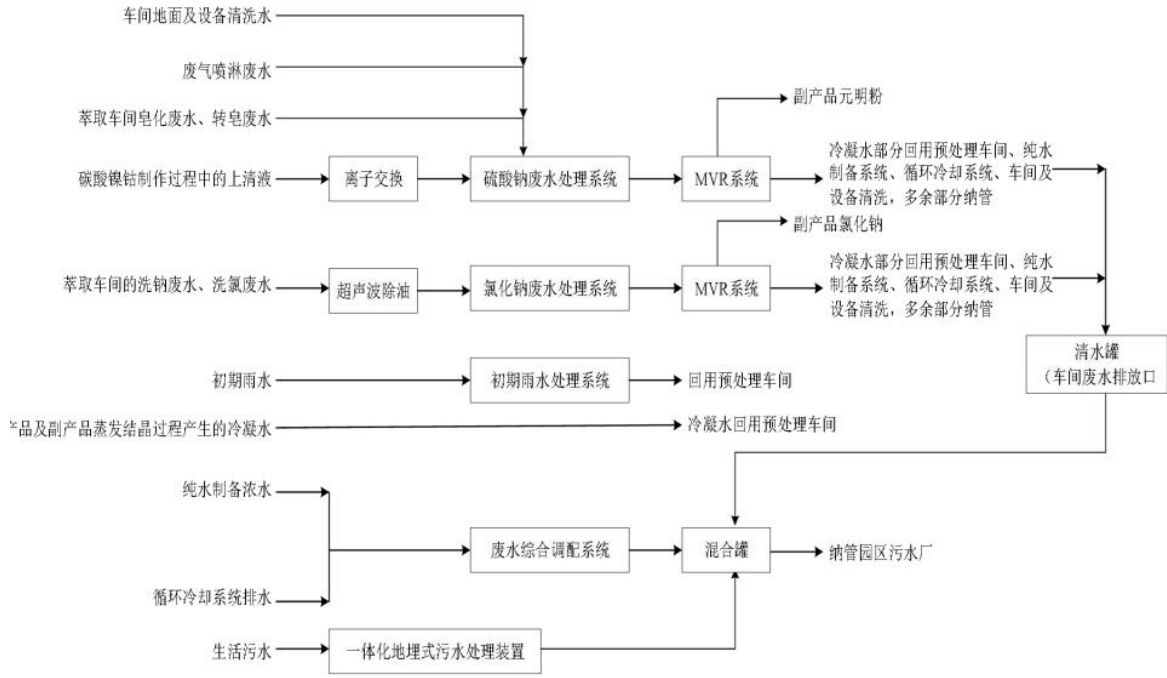 车间地面及设备清洗水
废气喷淋废水
萃取车间皂化废水、转皂废水
副产品元明粉
碳酸镍钴制作过程中的上清液
离子交换
硫酸钠废水处理系统
MVR系统
冷凝水部分回用预处理车间、纯水
制备系统、循环冷却系统、车间及
设备清洗，多余部分纳管
副产品氯化钠
萃取车间的洗钠废水、洗氯废水
超声波除油
氯化钠废水处理系统
MVR系统
冷凝水部分回用预处理车间、纯水
制备系统、循环冷却系统、车间及
设备清洗，多余部分纳管
清水罐
（车间废水排放口
初期雨水
初期雨水处理系统
回用预处理车间
产品及副产品蒸发结晶过程产生的冷凝水
冷凝水回用预处理车间
纯水制备浓水
废水综合调配系统
混合罐
纳管园区污水厂
循环冷却系统排水
生活污水
一体化地埋式污水处理装置